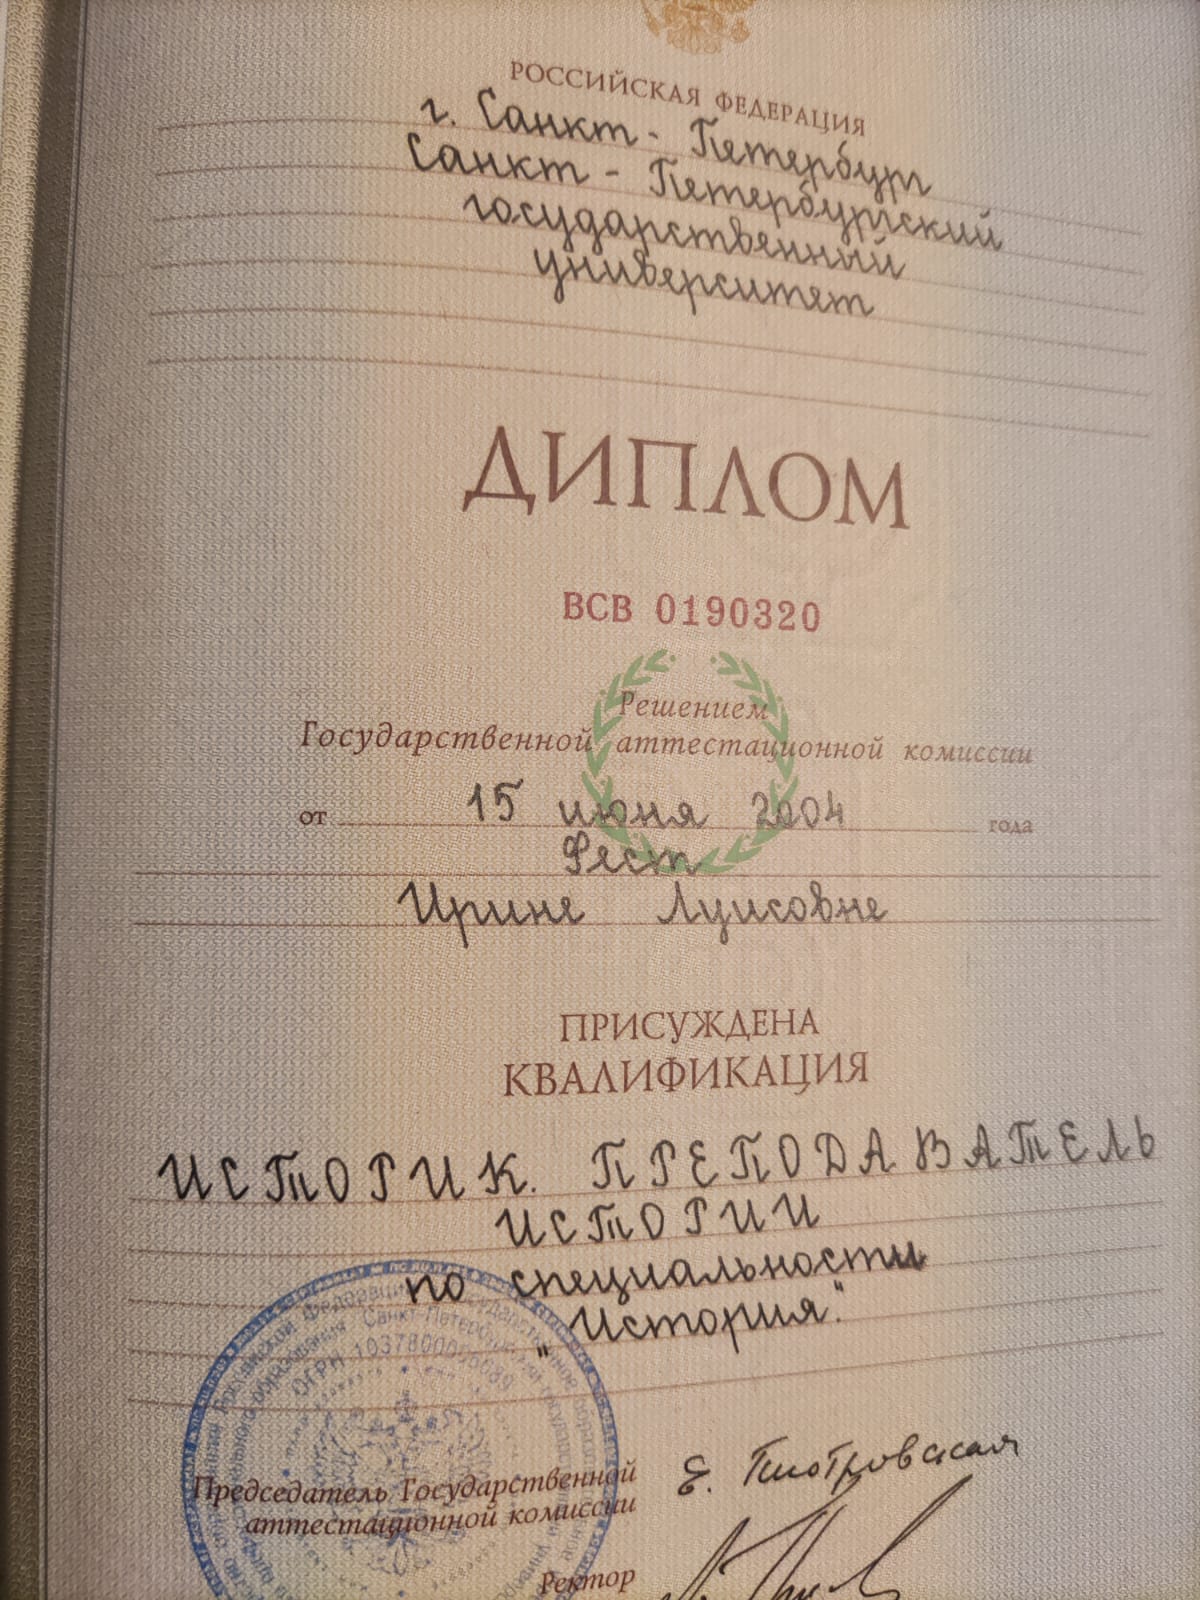 РОССИЙСКАЯ ФЕДЕРАЦИЯ
г. Санкт-Петербург
Санкт-Петербургский
государственный
университет
ДИПЛОМ
ВСВ 0190320
Решением
Государственной аттестационной комиссии
от 15 июня 2004 года
Фест
Ирине Луисовне
ПРИСУЖДЕНА
КВАЛИФИКАЦИЯ
ИСТОРИК. ПРЕПОДАВАТЕЛЬ
ИСТОРИИ
по специальности
"История."
Председатель Государственной
аттестационной комиссии
Е. Пиотровская
Ректор